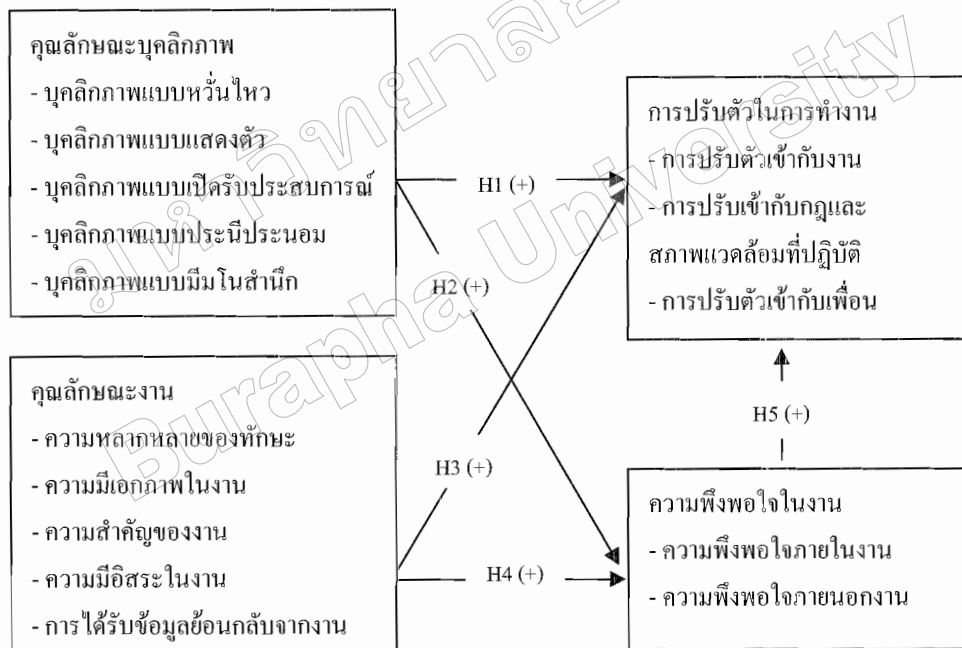 คุณลักษณะบุคลิกภาพ
- บุคลิกภาพแบบหวั่นไหว
- บุคลิกภาพแบบแสดงตัว
- บุคลิกภาพแบบเปิดรับประสบการณ์
- บุคลิกภาพแบบประนีประนอม
- บุคลิกภาพแบบมีมโนสำนึก
การปรับตัวในการทำงาน
- การปรับตัวเข้ากับงาน
- การปรับเข้ากับกฎและ
สภาพแวดล้อมที่ปฏิบัติ
- การปรับตัวเข้ากับเพื่อน
H1 (+)
H2 (+)
H3 (+)
H4 (+)
H5 (+)
คุณลักษณะงาน
- ความหลากหลายของทักษะ
- ความมีเอกภาพในงาน
- ความสำคัญของงาน
- ความมีอิสระในงาน
- การได้รับข้อมูลย้อนกลับจากงาน
ความพึงพอใจในงาน
- ความพึงพอใจภายในงาน
- ความพึงพอใจภายนอกงาน
Burapha University